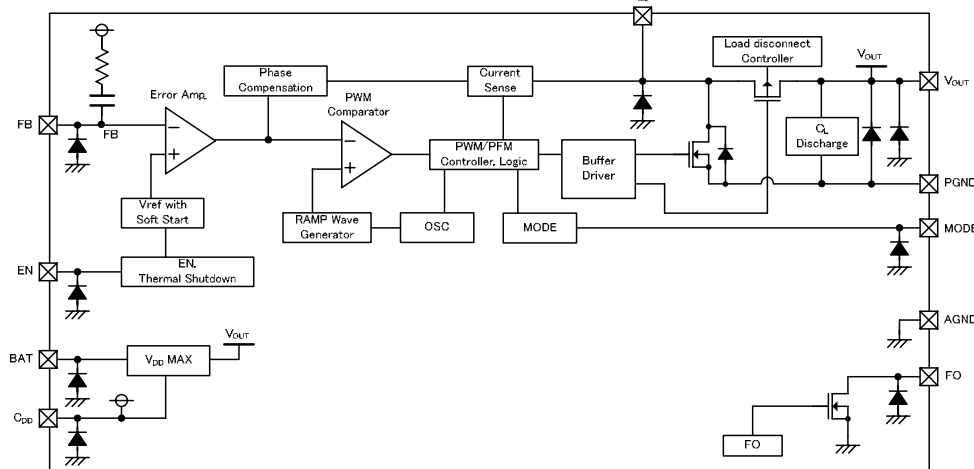 Load disconnect
Controller
VOUT
VOUT
Phase
Compensation
Current
Sense
Error Amp.
PWM
Comparator
FB
FB
CL
Discharge
PWM/PFM
Controller, Logic
Buffer
Driver
PGND
Vref with
Soft Start
RAMP Wave
Generator
OSC
MODE
MODE
EN
EN,
Thermal Shutdown
AGND
BAT
VDD MAX
VOUT
FO
CDD
FO